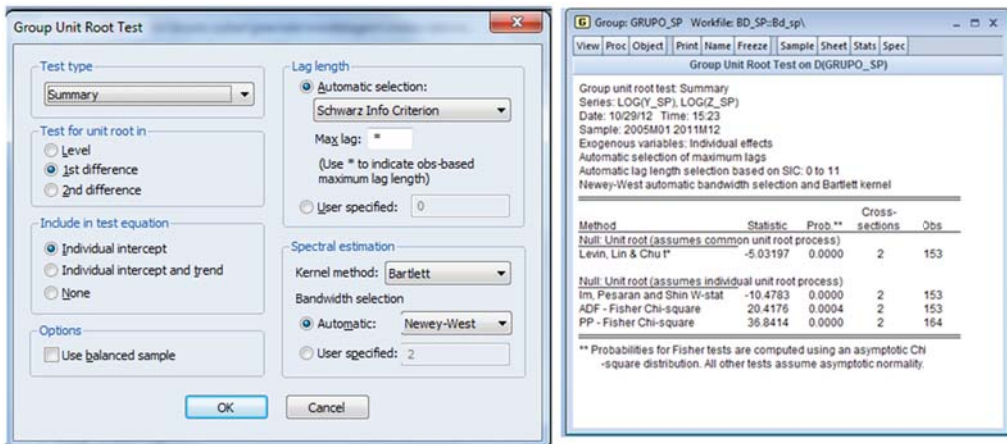 Group Unit Root Test
Test type
Summary
Test for unit root in
Level
1st difference
2nd difference
Include in test equation
Individual intercept
Individual intercept and trend
None
Options
Use balanced sample
Lag length
Automatic selection:
Schwarz Info Criterion
Max lag: *
(Use * to indicate obs-based
maximum lag length)
User specified: 0
Spectral estimation
Kernel method: Bartlett
Bandwidth selection
Automatic: Newey-West
User specified: 2
OK Cancel
G Group: GRUPO_SP Workfile: BD_SP::Bd_sp\
View Proc Object Print Name Freeze Sample Sheet Stats Spec
Group Unit Root Test on D(GRUPO_SP)
Group unit root test: Summary
Series: LOG(Y_SP), LOG(Z_SP)
Date: 10/29/12 Time: 15:23
Sample: 2005M01 2011M12
Exogenous variables: Individual effects
Automatic selection of maximum lags
Automatic lag length selection based on SIC: 0 to 11
Newey-West automatic bandwidth selection and Bartlett kernel
Cross-
Method Statistic Prob.** sections Obs
Null: Unit root (assumes common unit root process)
Levin, Lin & Chu t* -5.03197 0.0000 2 153
Null: Unit root (assumes individual unit root process)
Im, Pesaran and Shin W-stat -10.4783 0.0000 2 153
ADF - Fisher Chi-square 20.4176 0.0004 2 153
PP - Fisher Chi-square 36.8414 0.0000 2 164
** Probabilities for Fisher tests are computed using an asymptotic Chi
-square distribution. All other tests assume asymptotic normality.